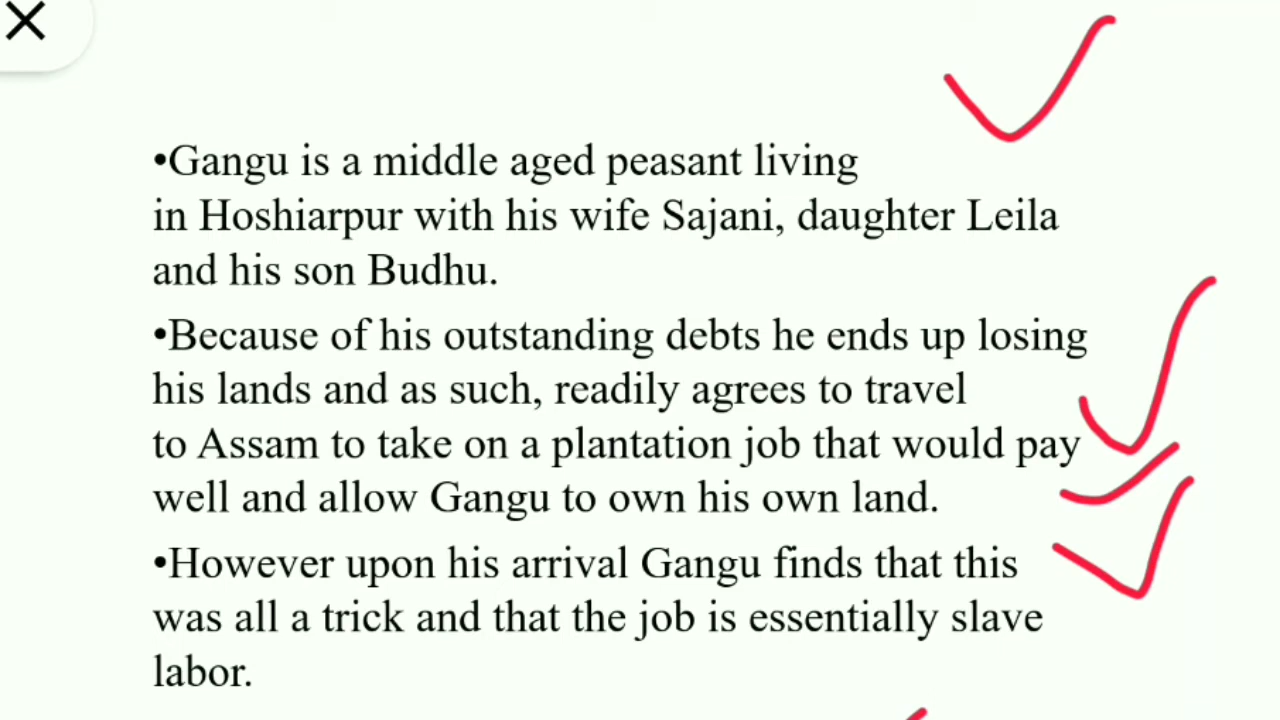 •Gangu is a middle aged peasant living
in Hoshiarpur with his wife Sajani, daughter Leila
and his son Budhu.
•Because of his outstanding debts he ends up losing
his lands and as such, readily agrees to travel
to Assam to take on a plantation job that would pay
well and allow Gangu to own his own land.
•However upon his arrival Gangu finds that this
was all a trick and that the job is essentially slave
labor.